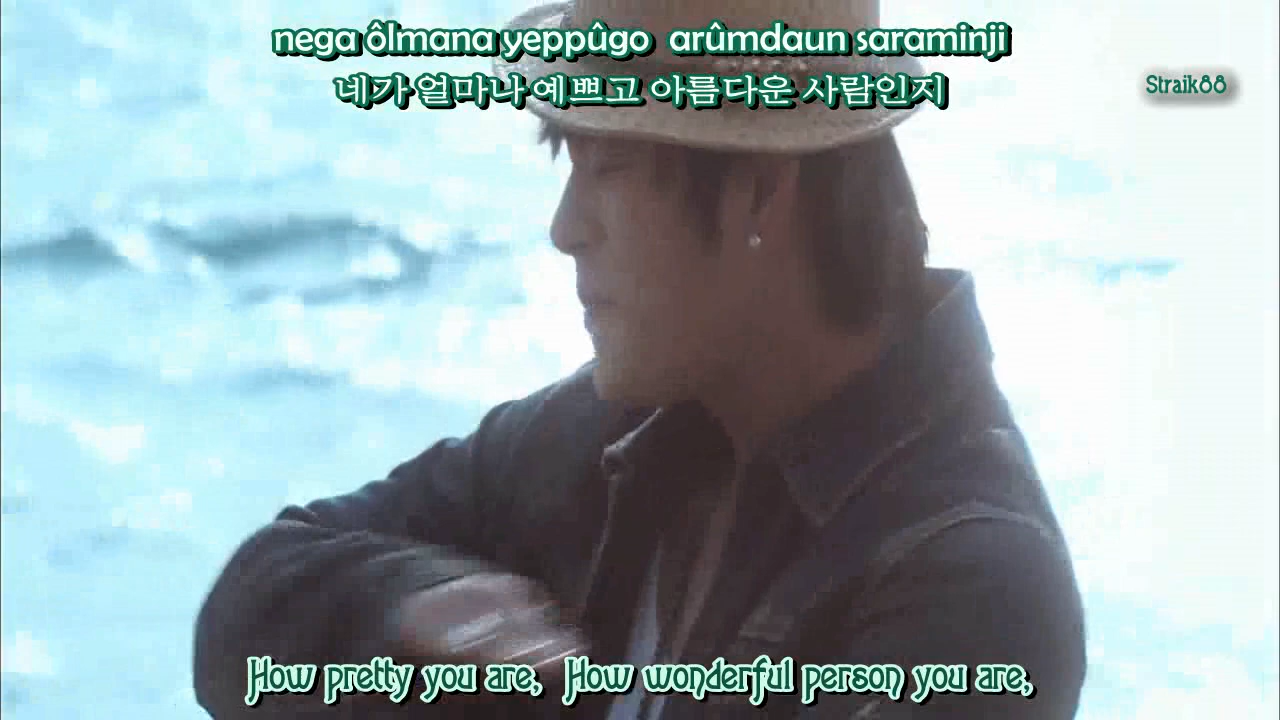 nega ôlmana yeppûgo arûmdaun saraminji
네가 얼마나 예쁘고 아름다운 사람인지
Straik88
How pretty you are, How wonderful person you are,